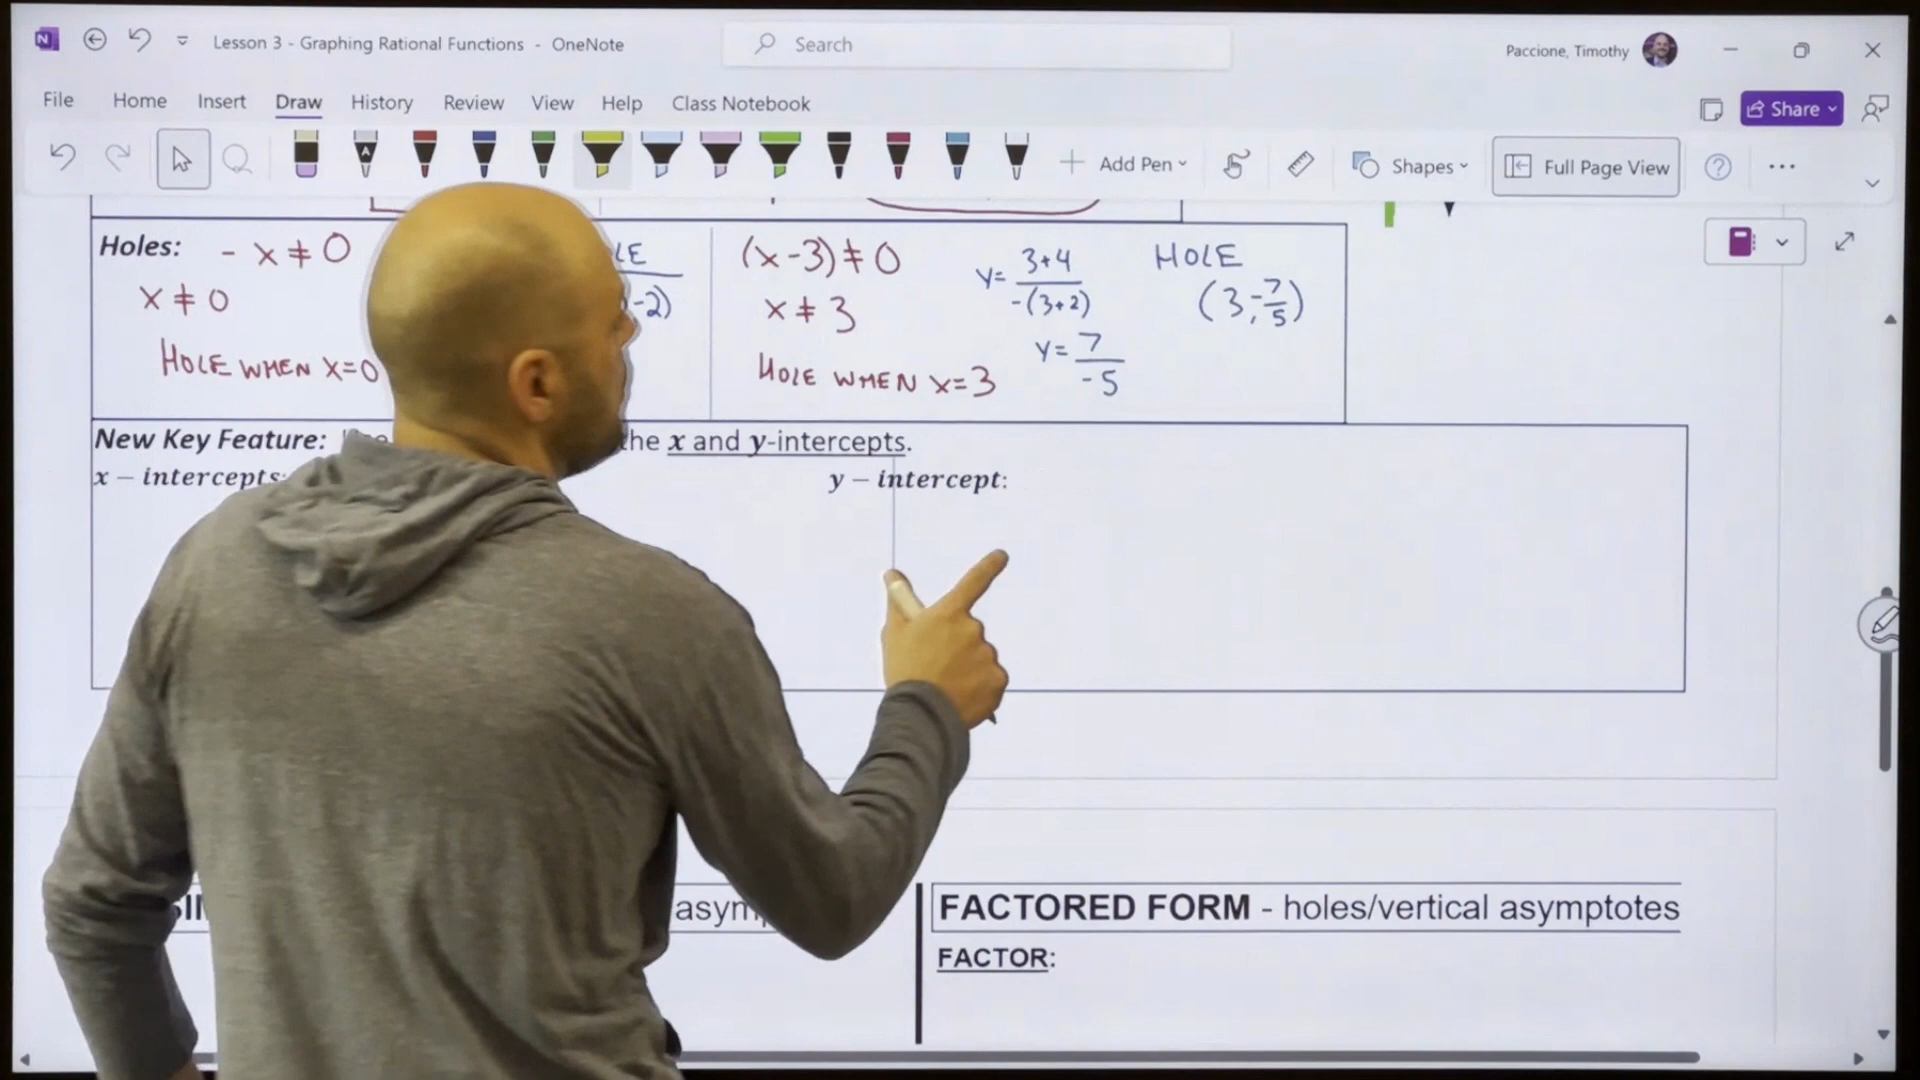 Lesson 3 - Graphing Rational Functions - OneNote
Search
Paccione, Timothy
File Home Insert Draw History Review View Help Class Notebook
Share
Add Pen
Shapes
Full Page View
Holes: - x ≠ 0
x ≠ 0
HOLE WHEN x=0
LE
-2)
(x-3) ≠ 0
x ≠ 3
HOLE WHEN x=3
y= 3+4 / -(3+2)
y= 7 / -5
HOLE
(3, -7/5)
New Key Feature: the x and y-intercepts.
x – intercepts:
y – intercept:
asym
FACTORED FORM - holes/vertical asymptotes
FACTOR: